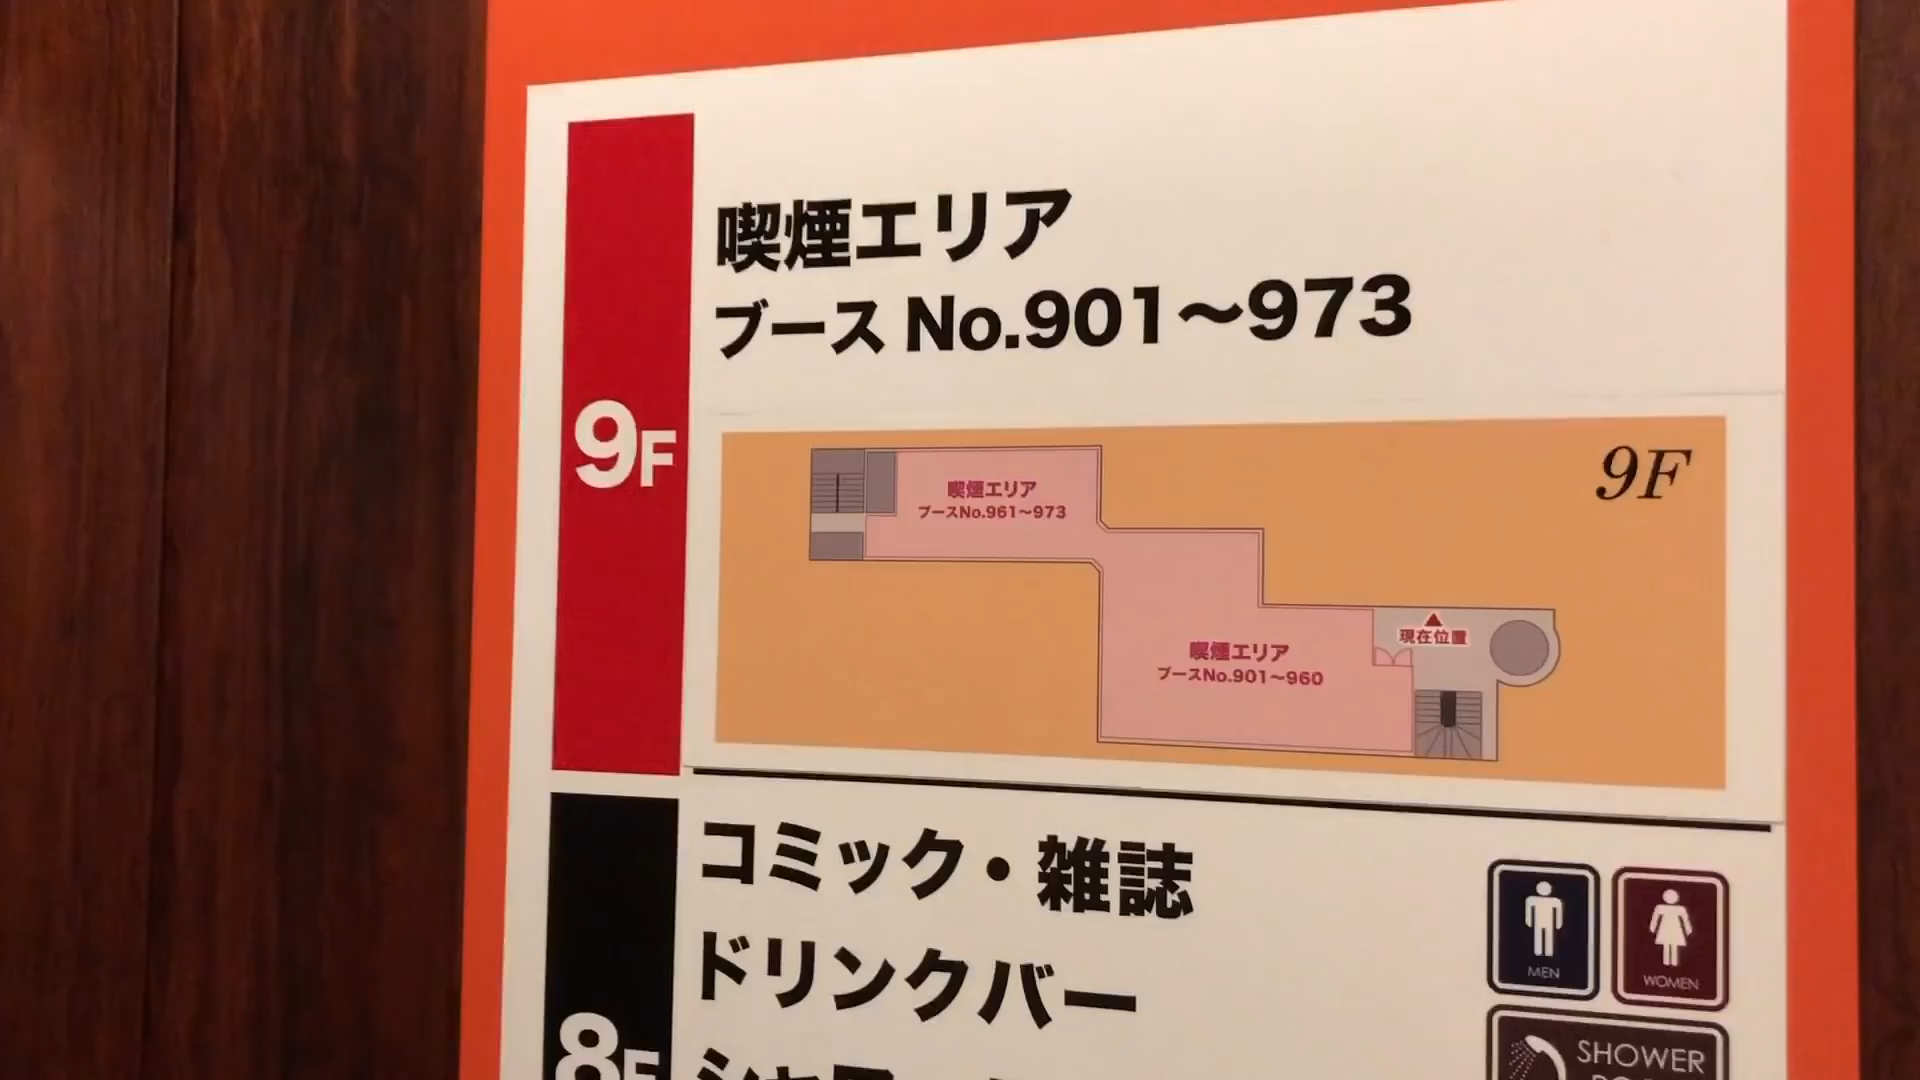 喫煙エリア
ブース No.901〜973
9F
9F
喫煙エリア
ブースNo.961〜973
現在位置
喫煙エリア
ブースNo.901〜960
コミック・雑誌
ドリンクバー
8F
MEN
WOMEN
SHOWER